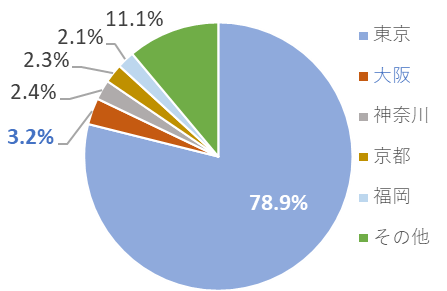 11.1%
2.1%
2.3%
2.4%
3.2%
78.9%
東京
大阪
神奈川
京都
福岡
その他